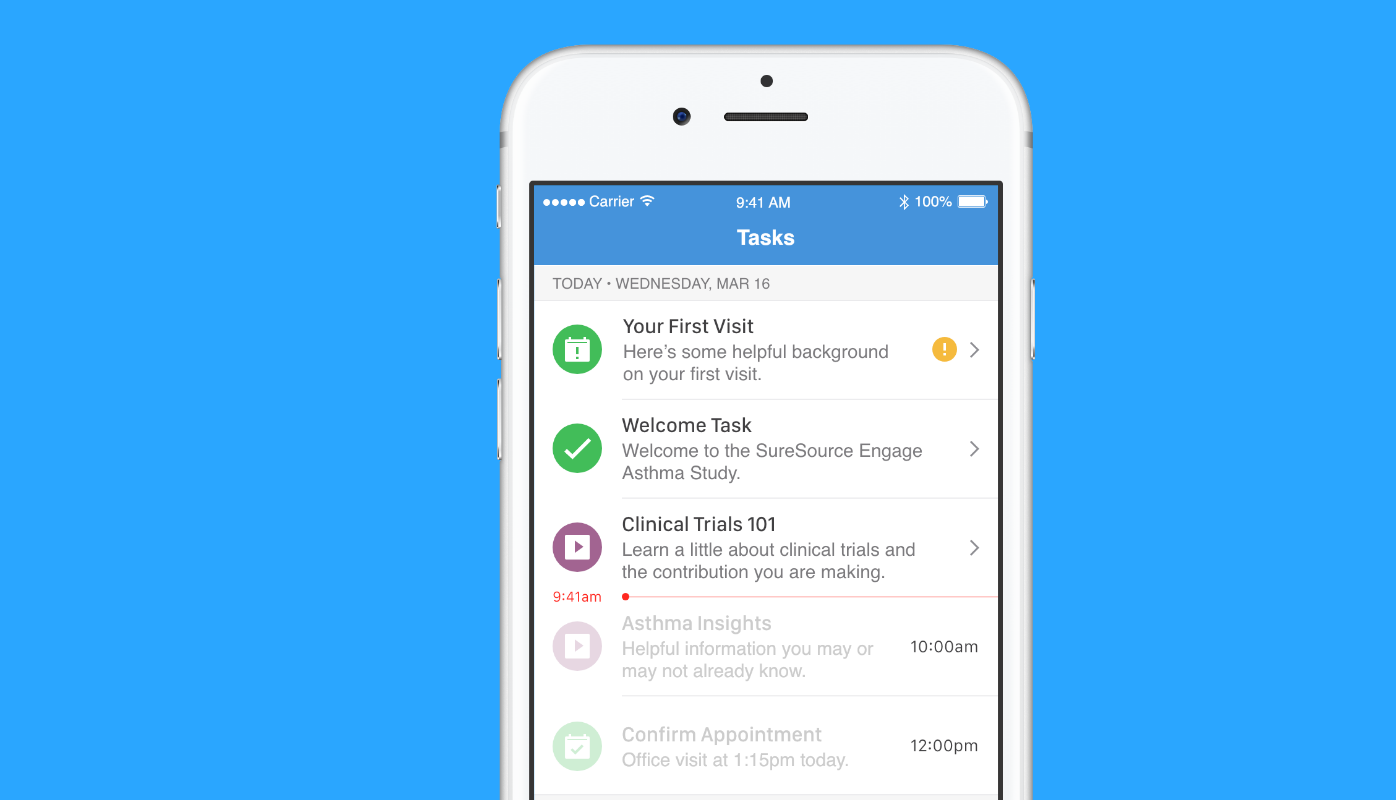 Carrier 9:41 AM 100%
Tasks
TODAY • WEDNESDAY, MAR 16
Your First Visit
Here's some helpful background
on your first visit.
!
Welcome Task
Welcome to the SureSource Engage
Asthma Study.
Clinical Trials 101
Learn a little about clinical trials and
the contribution you are making.
9:41am
Asthma Insights
Helpful information you may or
may not already know.
10:00am
Confirm Appointment
Office visit at 1:15pm today.
12:00pm